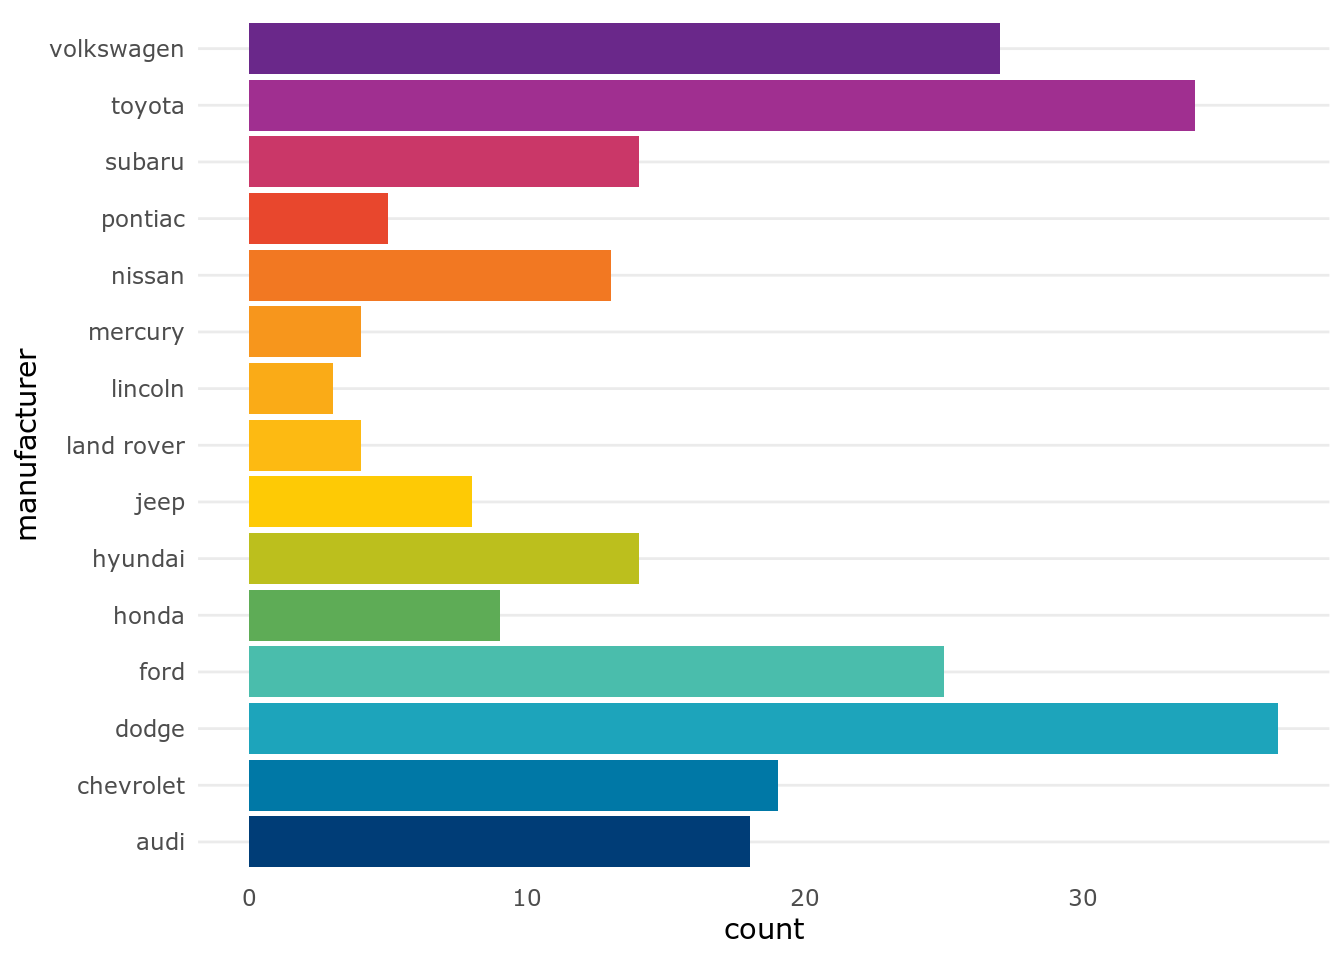 volkswagen
toyota
subaru
pontiac
nissan
mercury
lincoln
land rover
jeep
hyundai
honda
ford
dodge
chevrolet
audi
manufacturer
0 10 20 30
count